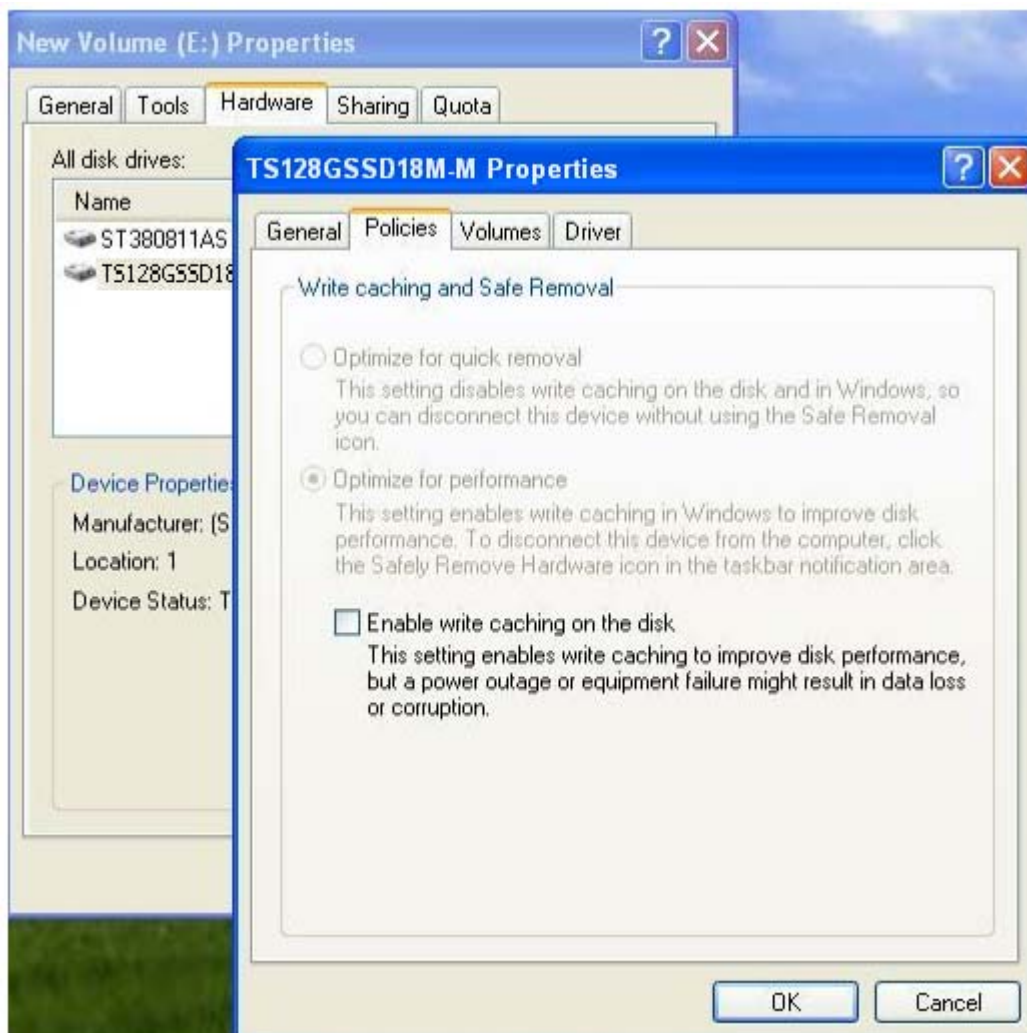 New Volume (E:) Properties
General Tools Hardware Sharing Quota
All disk drives:
Name
ST380811AS
TS128GSSD18
Device Propertie
Manufacturer: (S
Location: 1
Device Status: T
TS128GSSD18M-M Properties
General Policies Volumes Driver
Write caching and Safe Removal
Optimize for quick removal
This setting disables write caching on the disk and in Windows, so
you can disconnect this device without using the Safe Removal
icon.
Optimize for performance
This setting enables write caching in Windows to improve disk
performance. To disconnect this device from the computer, click
the Safely Remove Hardware icon in the taskbar notification area.
Enable write caching on the disk
This setting enables write caching to improve disk performance,
but a power outage or equipment failure might result in data loss
or corruption.
OK Cancel